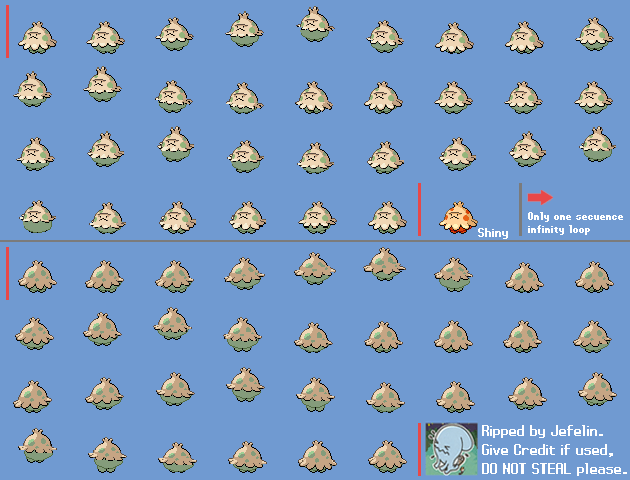 Shiny
Only one secuence
infinity loop
Ripped by Jefelin.
Give Credit if used,
DO NOT STEAL please.